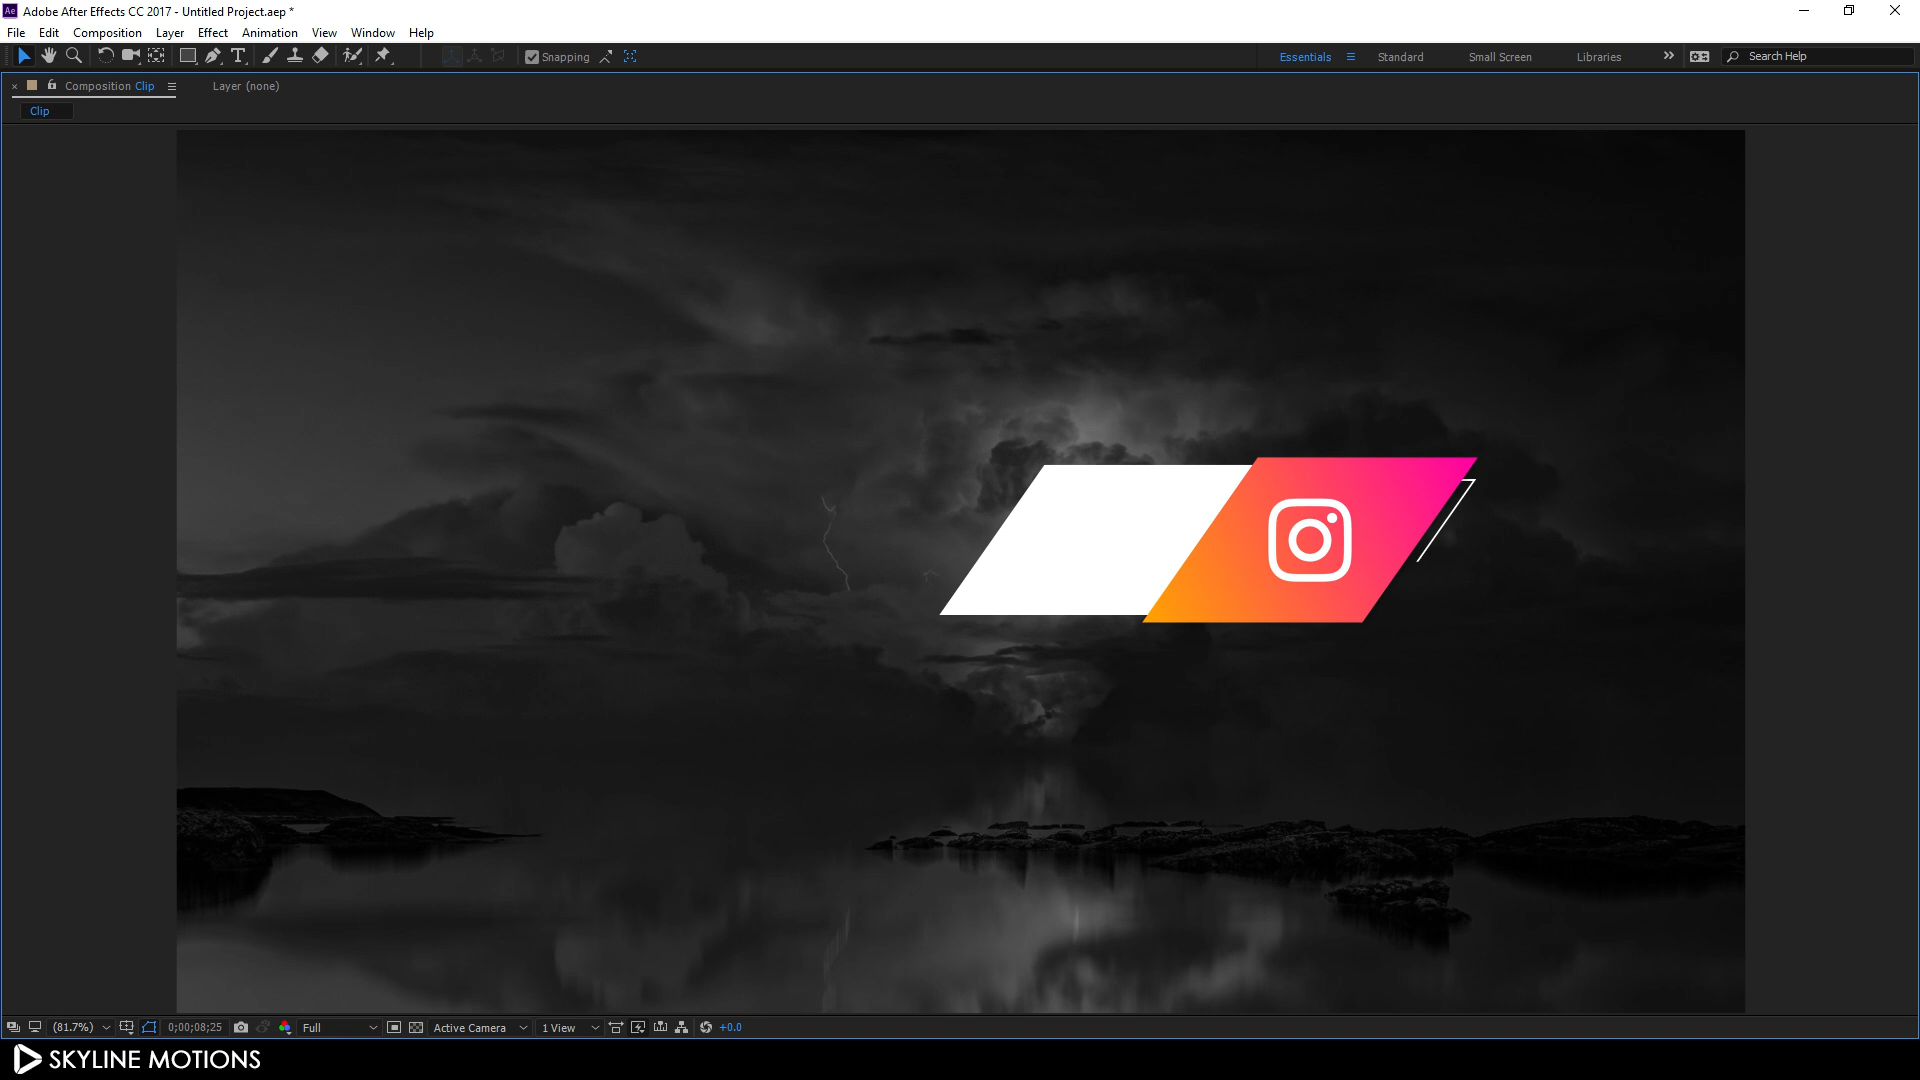 Ae Adobe After Effects CC 2017 - Untitled Project.aep *
File Edit Composition Layer Effect Animation View Window Help
Snapping Essentials Standard Small Screen Libraries Search Help
Composition Clip Layer (none)
Clip
(81.7%) 0;00;08;25 Full Active Camera 1 View +0.0
SKYLINE MOTIONS